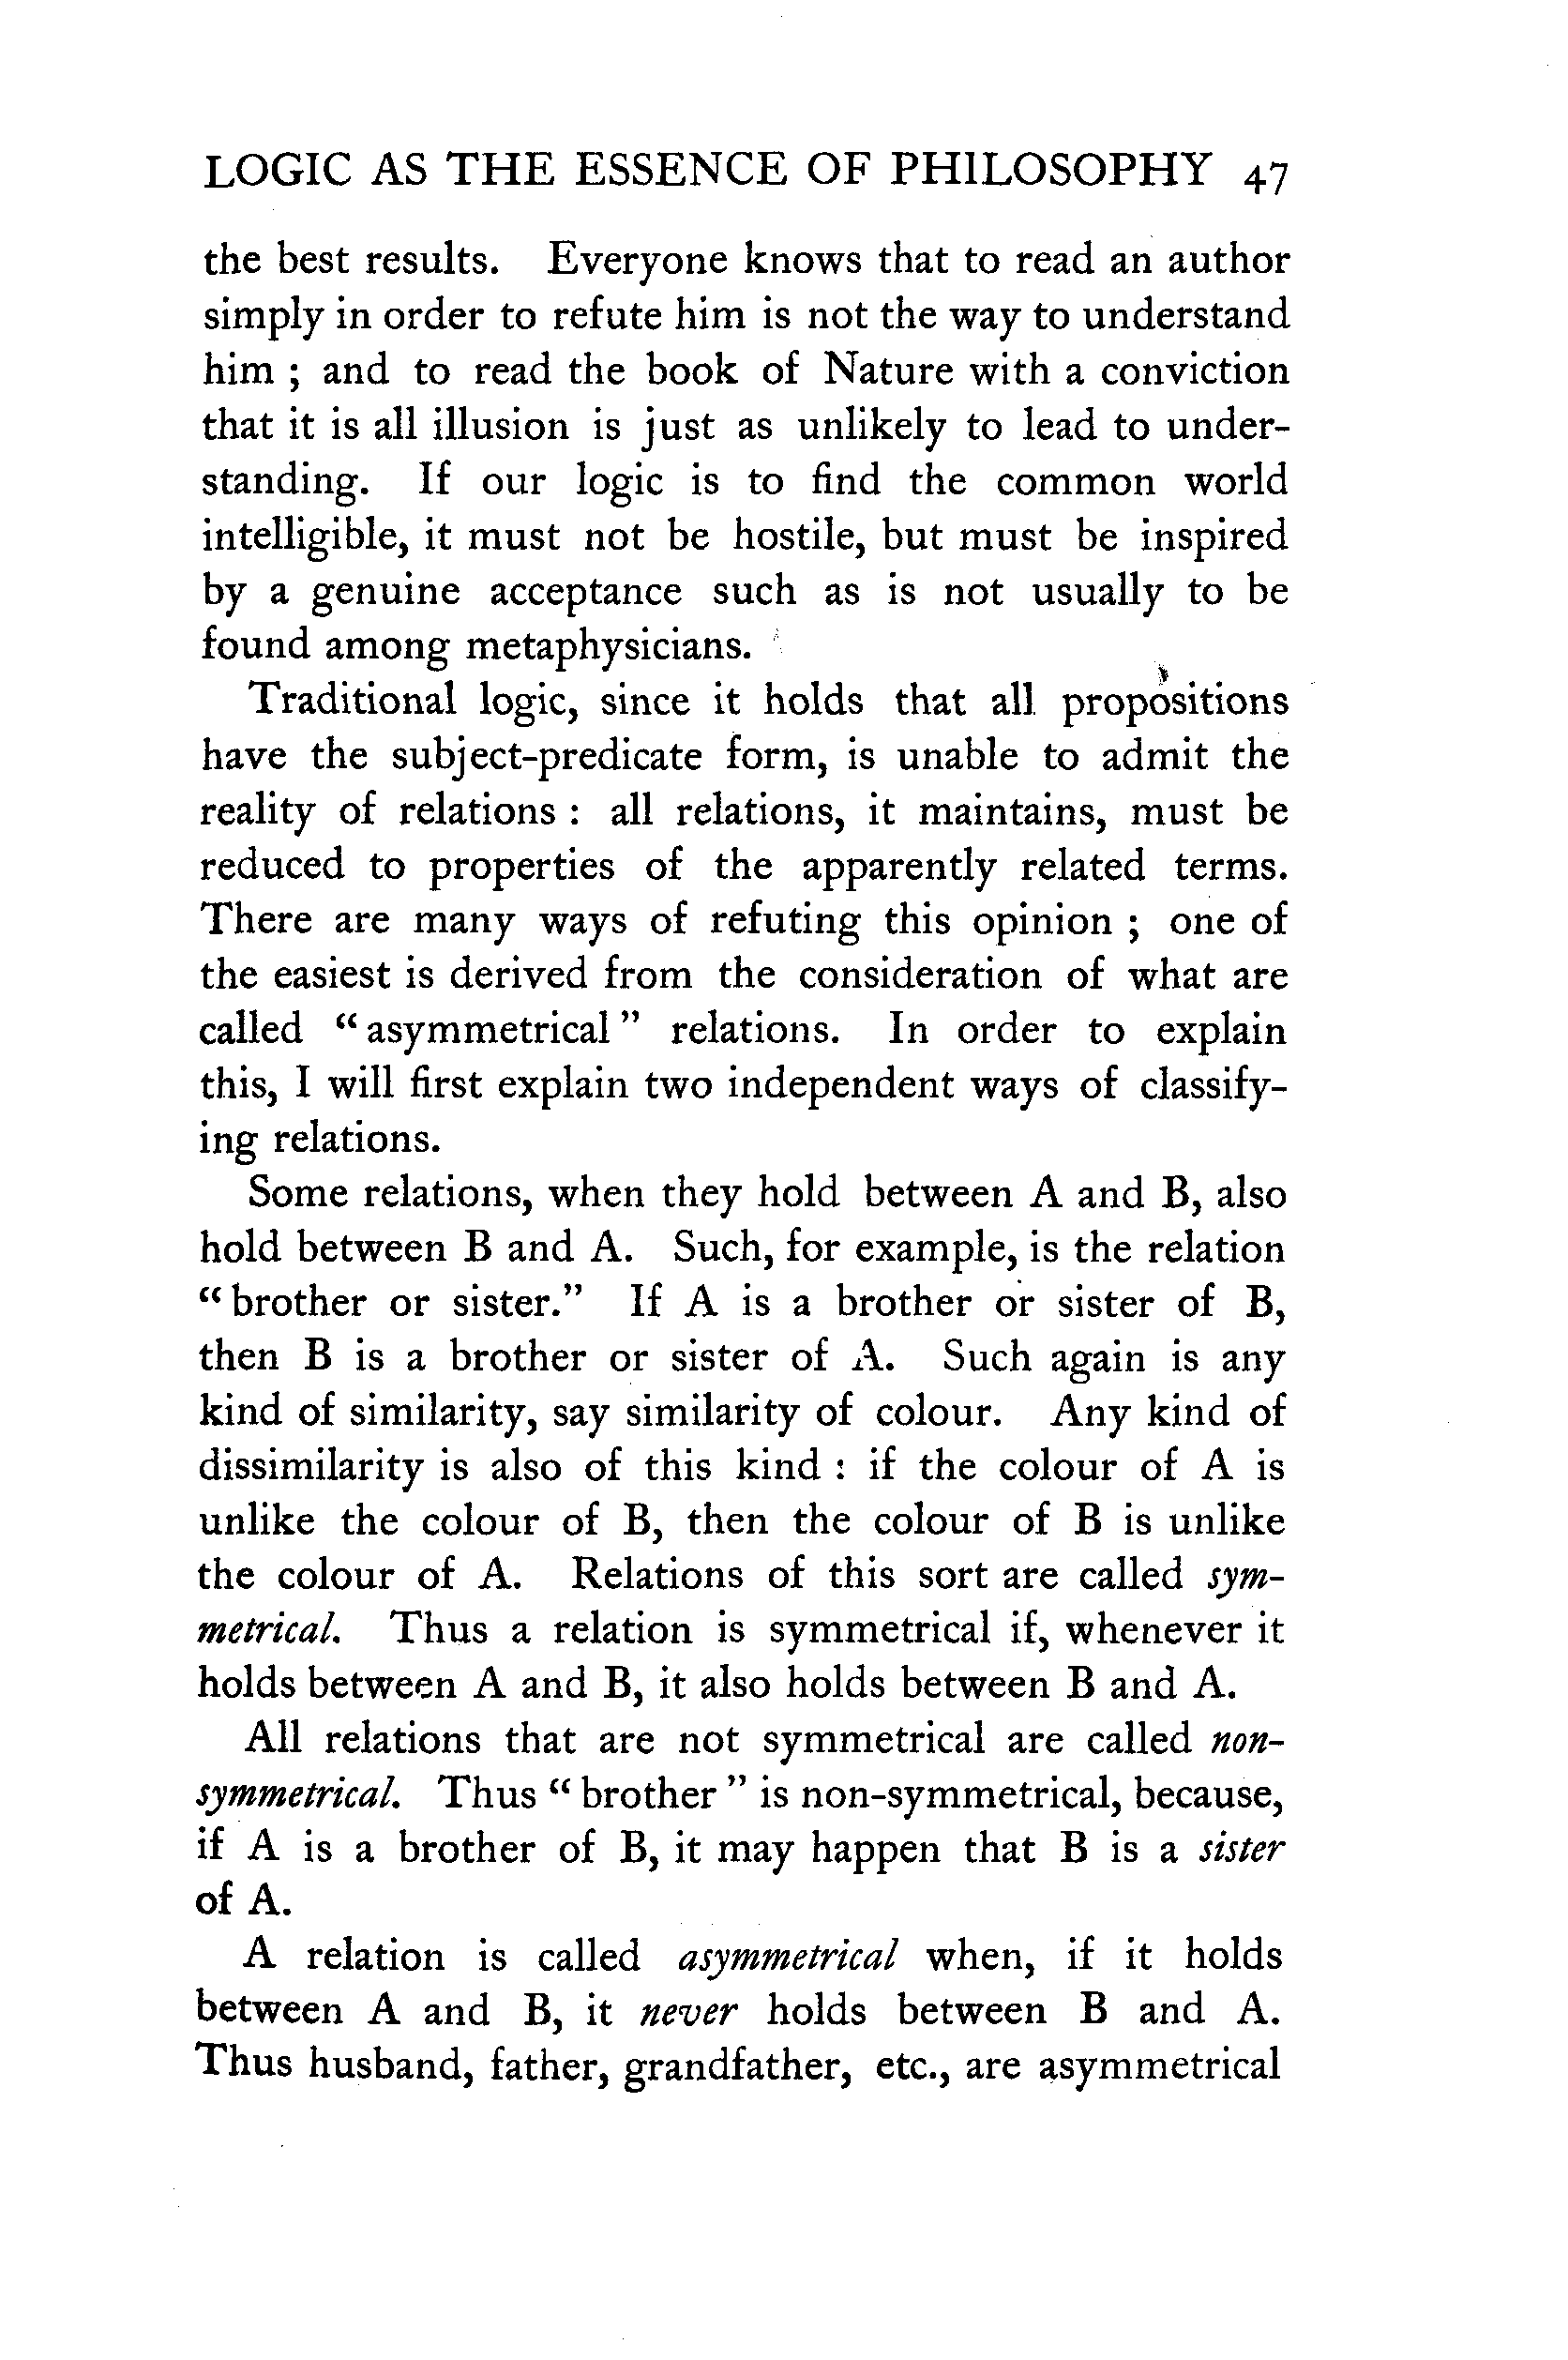 LOGIC AS THE ESSENCE OF PHILOSOPHY 47
the best results. Everyone knows that to read an author
simply in order to refute him is not the way to understand
him ; and to read the book of Nature with a conviction
that it is all illusion is just as unlikely to lead to under-
standing. If our logic is to find the common world
intelligible, it must not be hostile, but must be inspired
by a genuine acceptance such as is not usually to be
found among metaphysicians.
Traditional logic, since it holds that all propositions
have the subject-predicate form, is unable to admit the
reality of relations : all relations, it maintains, must be
reduced to properties of the apparently related terms.
There are many ways of refuting this opinion ; one of
the easiest is derived from the consideration of what are
called “ asymmetrical ” relations. In order to explain
this, I will first explain two independent ways of classify-
ing relations.
Some relations, when they hold between A and B, also
hold between B and A. Such, for example, is the relation
“ brother or sister.” If A is a brother or sister of B,
then B is a brother or sister of A. Such again is any
kind of similarity, say similarity of colour. Any kind of
dissimilarity is also of this kind : if the colour of A is
unlike the colour of B, then the colour of B is unlike
the colour of A. Relations of this sort are called sym-
metrical. Thus a relation is symmetrical if, whenever it
holds between A and B, it also holds between B and A.
All relations that are not symmetrical are called non-
symmetrical. Thus “ brother ” is non-symmetrical, because,
if A is a brother of B, it may happen that B is a sister
of A.
A relation is called asymmetrical when, if it holds
between A and B, it never holds between B and A.
Thus husband, father, grandfather, etc., are asymmetrical